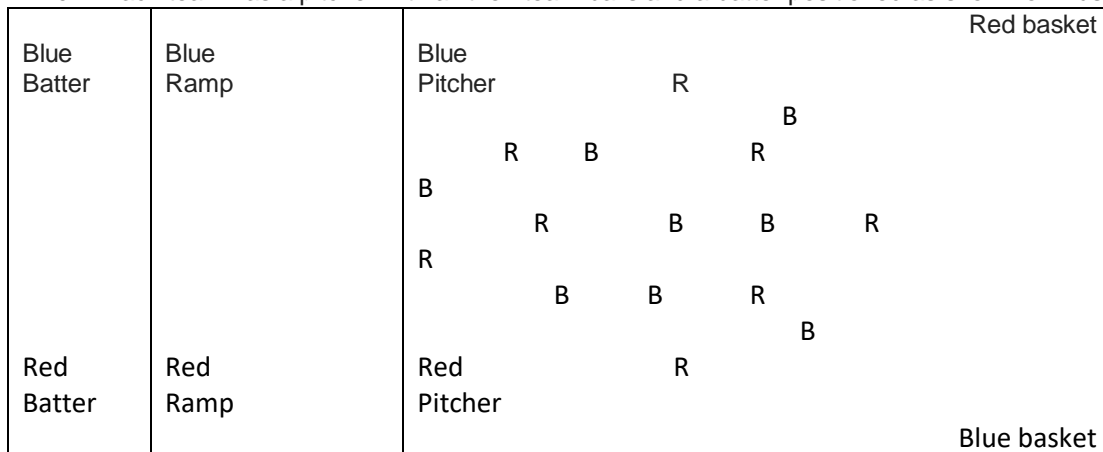 Red basket
Blue Blue Blue
Batter Ramp Pitcher R
B
R B R
B
R B B R
R
B B R
B
Red Red Red R
Batter Ramp Pitcher
Blue basket